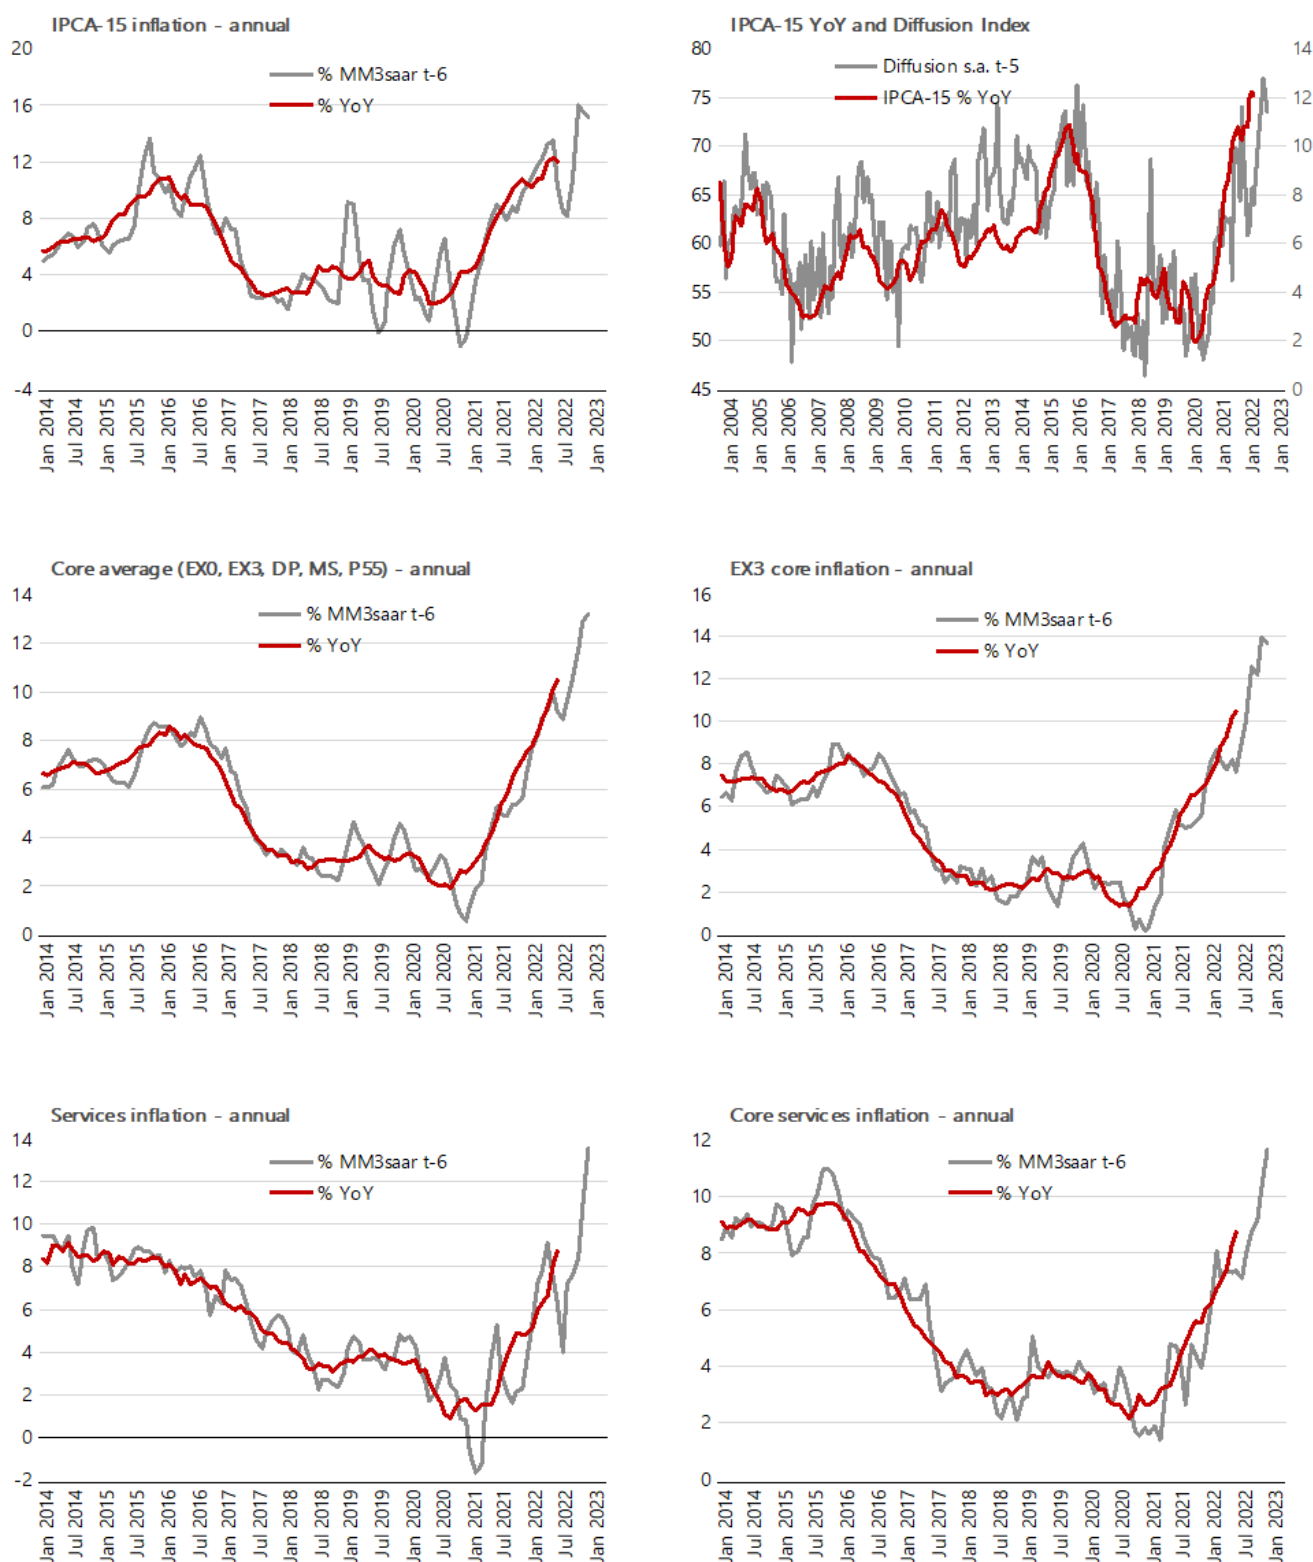 IPCA-15 inflation - annual
20
16
12
8
4
0
-4
% MM3saar t-6
% YoY
Jan 2014
Jul 2014
Jan 2015
Jul 2015
Jan 2016
Jul 2016
Jan 2017
Jul 2017
Jan 2018
Jul 2018
Jan 2019
Jul 2019
Jan 2020
Jul 2020
Jan 2021
Jul 2021
Jan 2022
Jul 2022
Jan 2023
IPCA-15 YoY and Diffusion Index
80
75
70
65
60
55
50
45
Diffusion s.a. t-5
IPCA-15 % YoY
14
12
10
8
6
4
2
0
Jan 2004
Jan 2005
Jan 2006
Jan 2007
Jan 2008
Jan 2009
Jan 2010
Jan 2011
Jan 2012
Jan 2013
Jan 2014
Jan 2015
Jan 2016
Jan 2017
Jan 2018
Jan 2019
Jan 2020
Jan 2021
Jan 2022
Jan 2023
Core average (EX0, EX3, DP, MS, P55) - annual
14
12
10
8
6
4
2
0
% MM3saar t-6
% YoY
Jan 2014
Jul 2014
Jan 2015
Jul 2015
Jan 2016
Jul 2016
Jan 2017
Jul 2017
Jan 2018
Jul 2018
Jan 2019
Jul 2019
Jan 2020
Jul 2020
Jan 2021
Jul 2021
Jan 2022
Jul 2022
Jan 2023
EX3 core inflation - annual
16
14
12
10
8
6
4
2
0
% MM3saar t-6
% YoY
Jan 2014
Jul 2014
Jan 2015
Jul 2015
Jan 2016
Jul 2016
Jan 2017
Jul 2017
Jan 2018
Jul 2018
Jan 2019
Jul 2019
Jan 2020
Jul 2020
Jan 2021
Jul 2021
Jan 2022
Jul 2022
Jan 2023
Services inflation - annual
14
12
10
8
6
4
2
0
-2
% MM3saar t-6
% YoY
Jan 2014
Jul 2014
Jan 2015
Jul 2015
Jan 2016
Jul 2016
Jan 2017
Jul 2017
Jan 2018
Jul 2018
Jan 2019
Jul 2019
Jan 2020
Jul 2020
Jan 2021
Jul 2021
Jan 2022
Jul 2022
Jan 2023
Core services inflation - annual
12
10
8
6
4
2
0
% MM3saar t-6
% YoY
Jan 2014
Jul 2014
Jan 2015
Jul 2015
Jan 2016
Jul 2016
Jan 2017
Jul 2017
Jan 2018
Jul 2018
Jan 2019
Jul 2019
Jan 2020
Jul 2020
Jan 2021
Jul 2021
Jan 2022
Jul 2022
Jan 2023